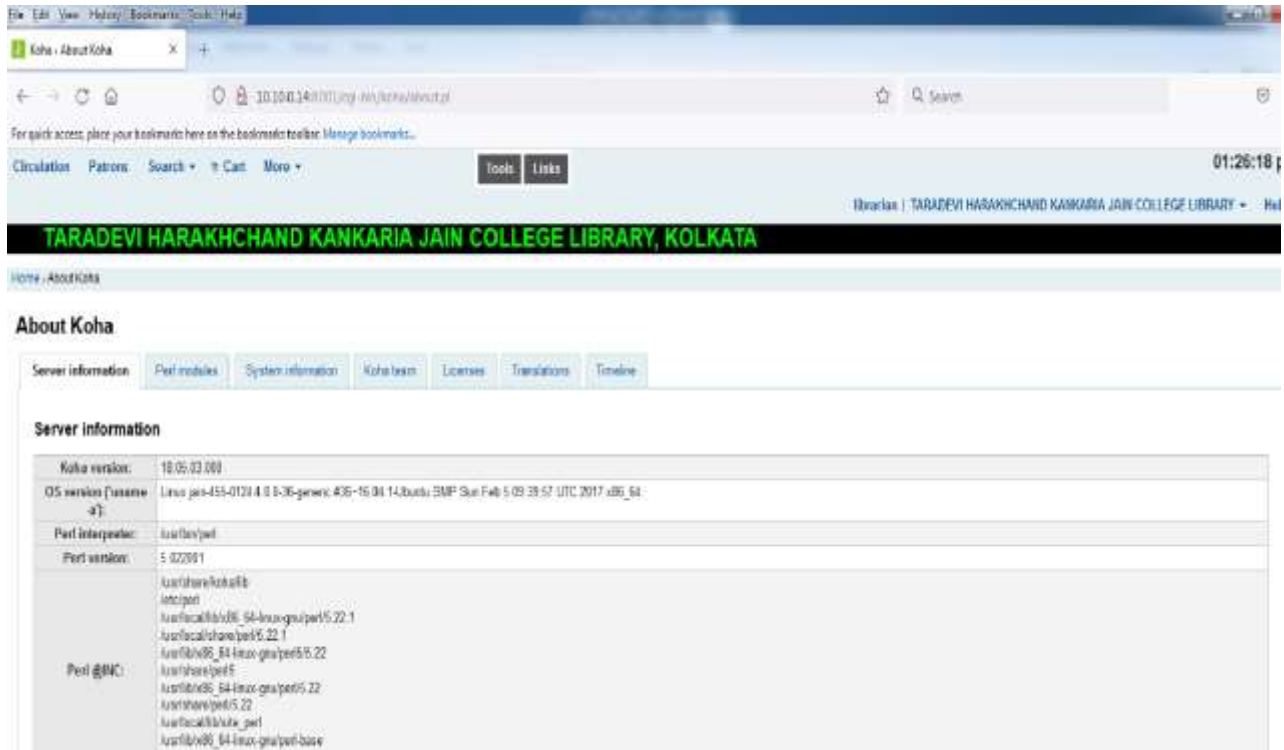 File Edit View History Bookmarks Tools Help
Koha › About Koha
For quick access, place your bookmarks here on the bookmarks toolbar. Manage bookmarks...
Search
Circulation Patrons Search Cart More
Tools Links
01:26:18 p
librarian | TARADEVI HARAKHCHAND KANKARIA JAIN COLLEGE LIBRARY
TARADEVI HARAKHCHAND KANKARIA JAIN COLLEGE LIBRARY, KOLKATA
Home › About Koha
About Koha
Server information Perl modules System information Koha team Licenses Translations Timeline
Server information
Koha version: 18.05.03.000
OS version ('uname -a'):
Perl interpreter: /usr/bin/perl
Perl version: 5.022001
Perl @INC:
/usr/share/koha/lib
/etc/perl
/usr/local/lib/x86_64-linux-gnu/perl/5.22.1
/usr/local/share/perl/5.22.1
/usr/lib/x86_64-linux-gnu/perl5/5.22
/usr/share/perl5
/usr/lib/x86_64-linux-gnu/perl/5.22
/usr/share/perl/5.22
/usr/local/lib/site_perl
/usr/lib/x86_64-linux-gnu/perl-base